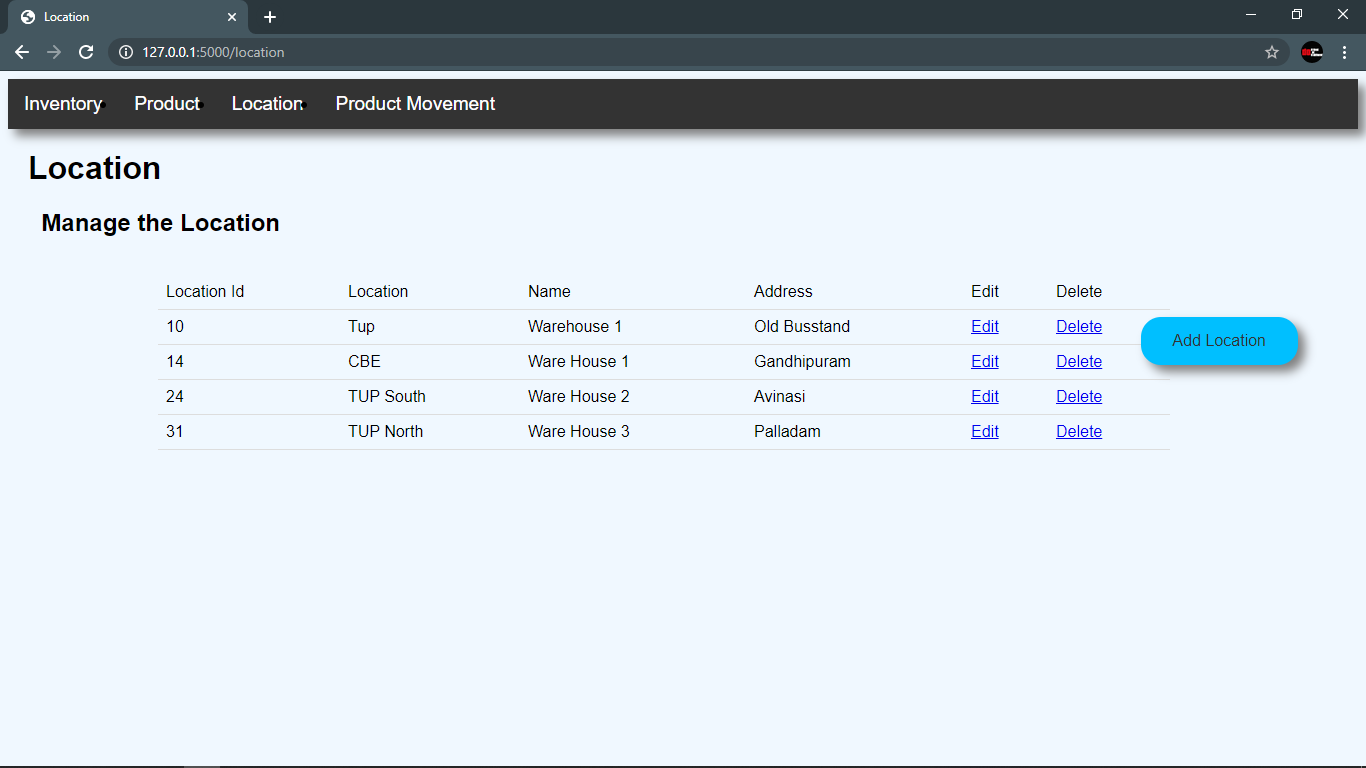 Location
127.0.0.1:5000/location
Inventory Product Location Product Movement
Location
Manage the Location
Location Id Location Name Address Edit Delete
10 Tup Warehouse 1 Old Busstand Edit Delete
Add Location
14 CBE Ware House 1 Gandhipuram Edit Delete
24 TUP South Ware House 2 Avinasi Edit Delete
31 TUP North Ware House 3 Palladam Edit Delete